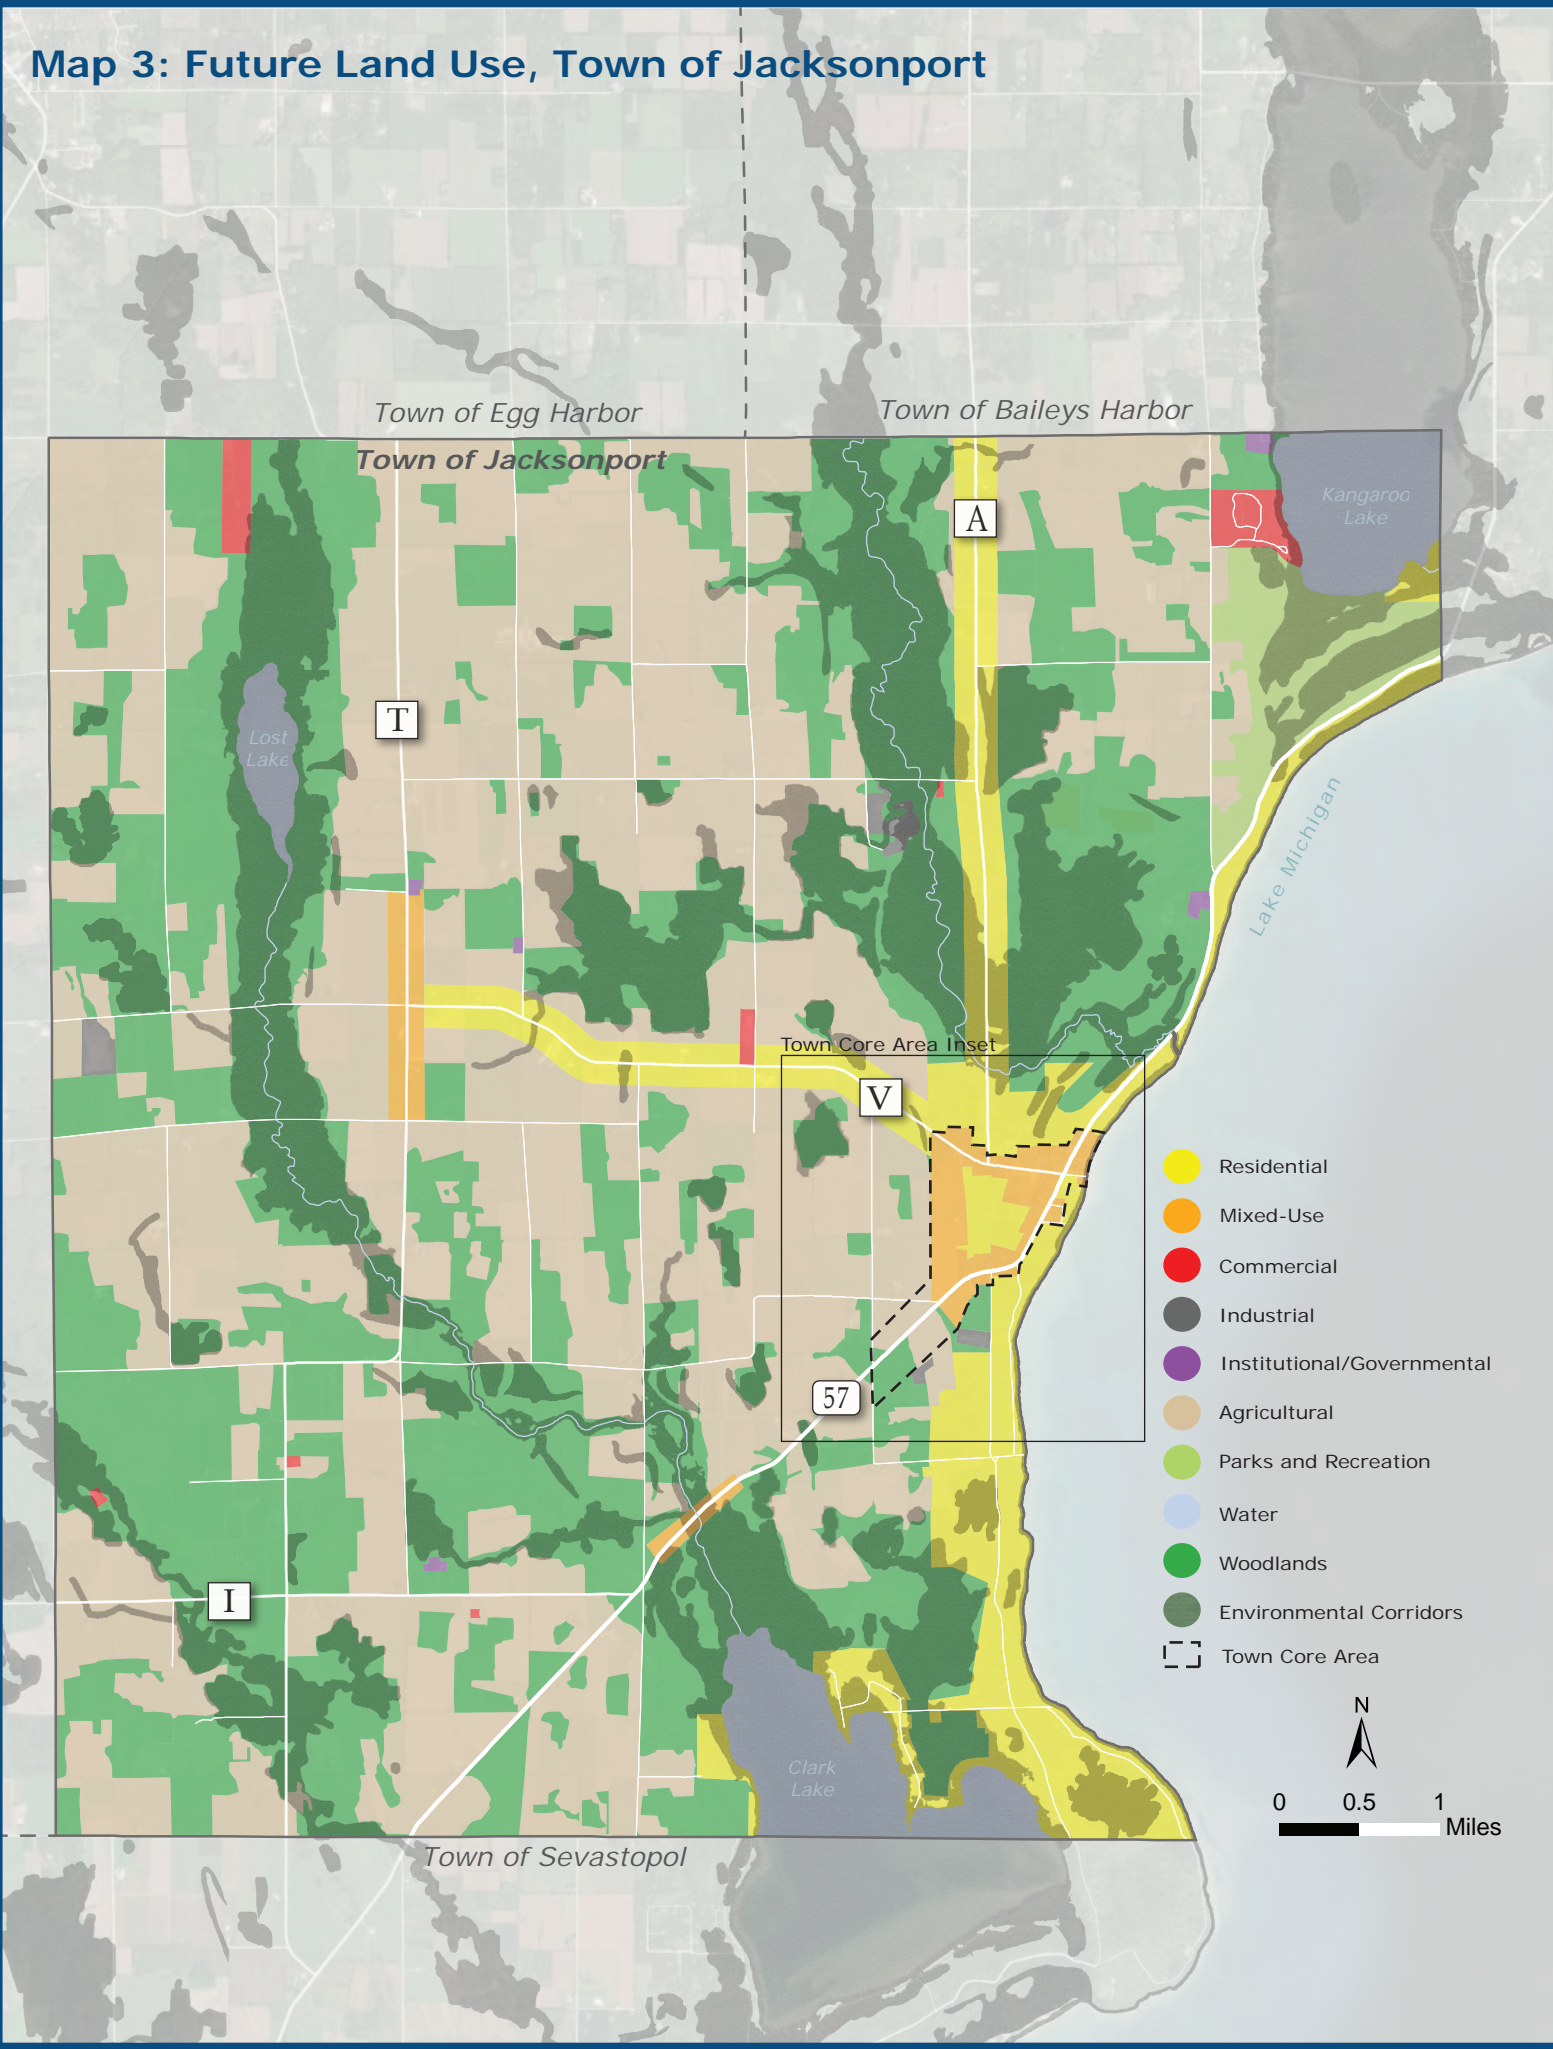 Map 3: Future Land Use, Town of Jacksonport
Town of Egg Harbor
Town of Baileys Harbor
Town of Jacksonport
Kangaroo
Lake
A
T
Lost
Lake
Lake Michigan
Town Core Area Inset
V
57
I
Clark
Lake
Town of Sevastopol
Residential
Mixed-Use
Commercial
Industrial
Institutional/Governmental
Agricultural
Parks and Recreation
Water
Woodlands
Environmental Corridors
Town Core Area
N
0 0.5 1
Miles